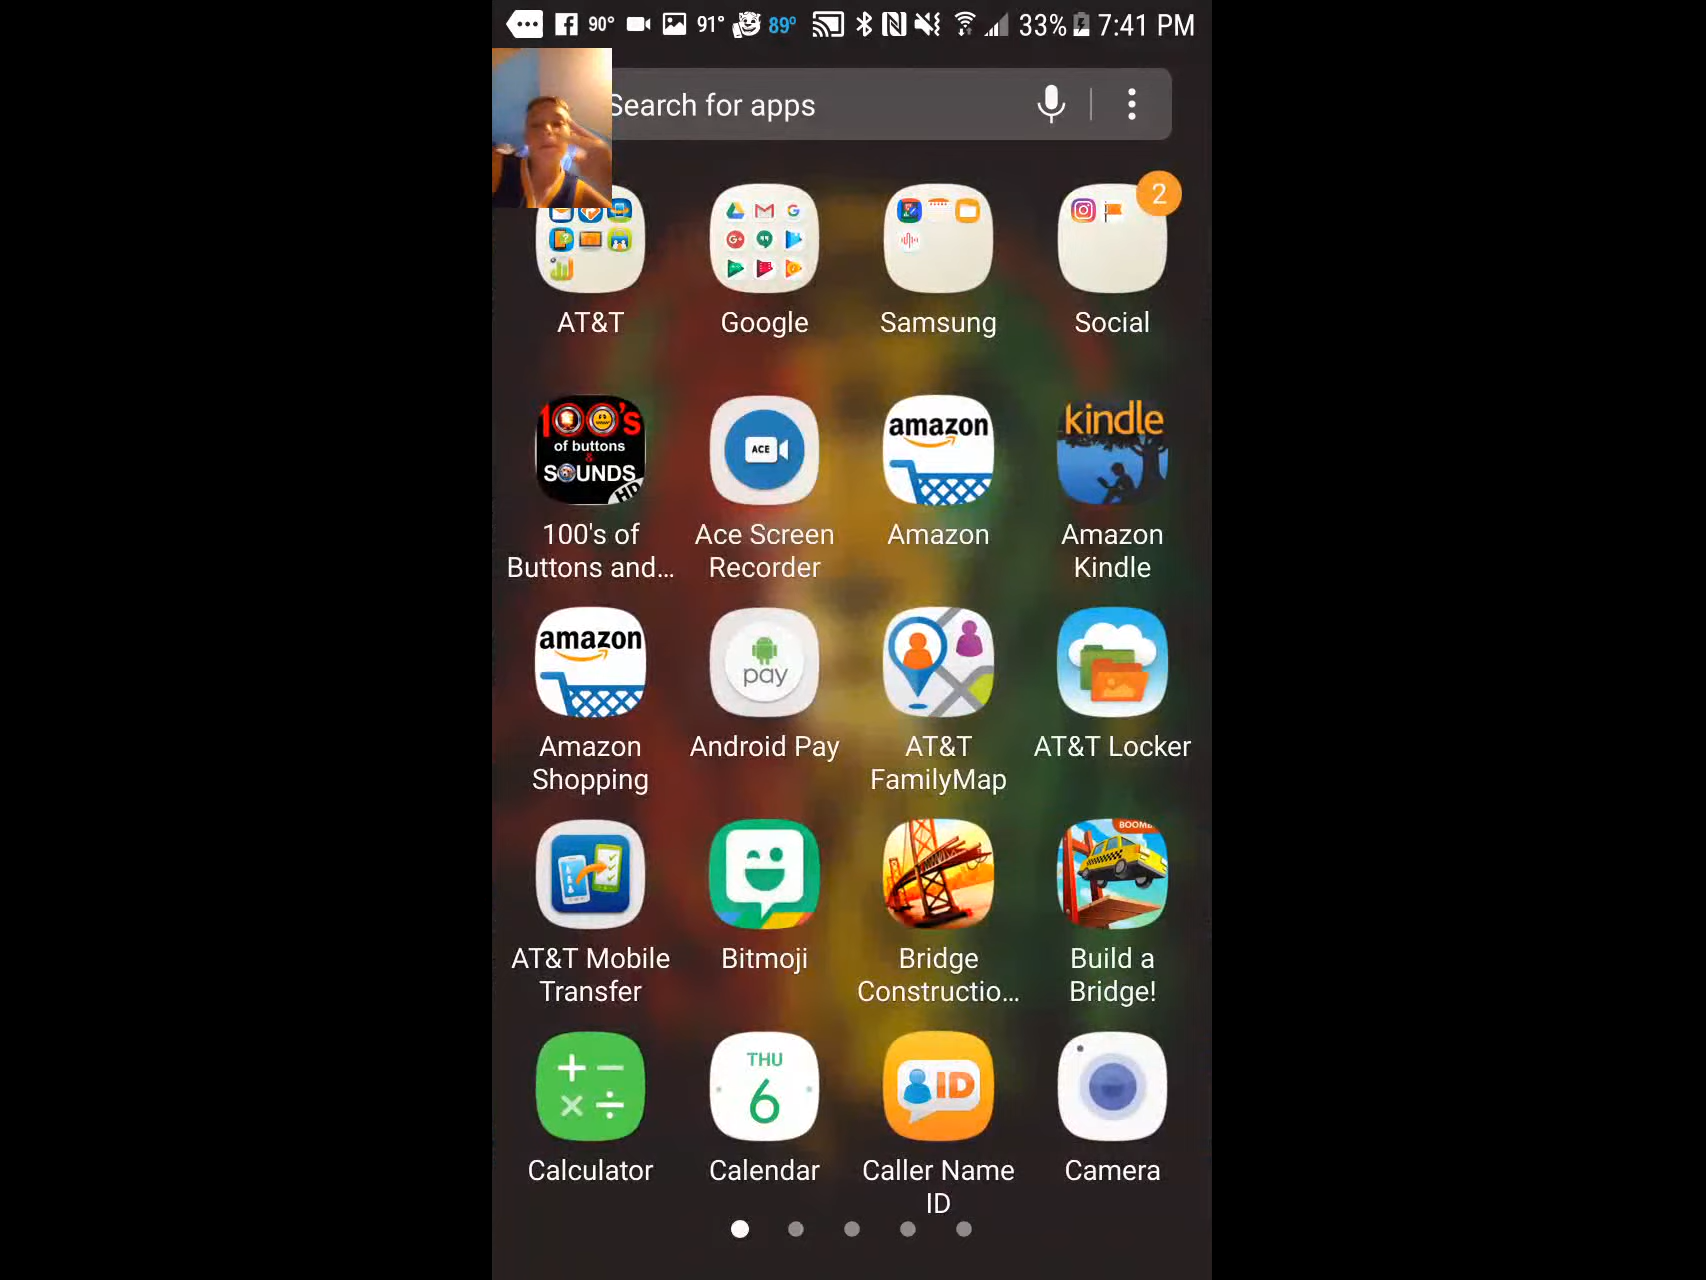 90° 91° 89° 33% 7:41 PM
Search for apps
2
AT&T Google Samsung Social
100's
of buttons
&
SOUNDS
HD
ACE
amazon
kindle
100's of Buttons and... Ace Screen Recorder Amazon Amazon Kindle
amazon
pay
Amazon Shopping Android Pay AT&T FamilyMap AT&T Locker
AT&T Mobile Transfer Bitmoji Bridge Constructio... Build a Bridge!
THU
6
ID
Calculator Calendar Caller Name ID Camera